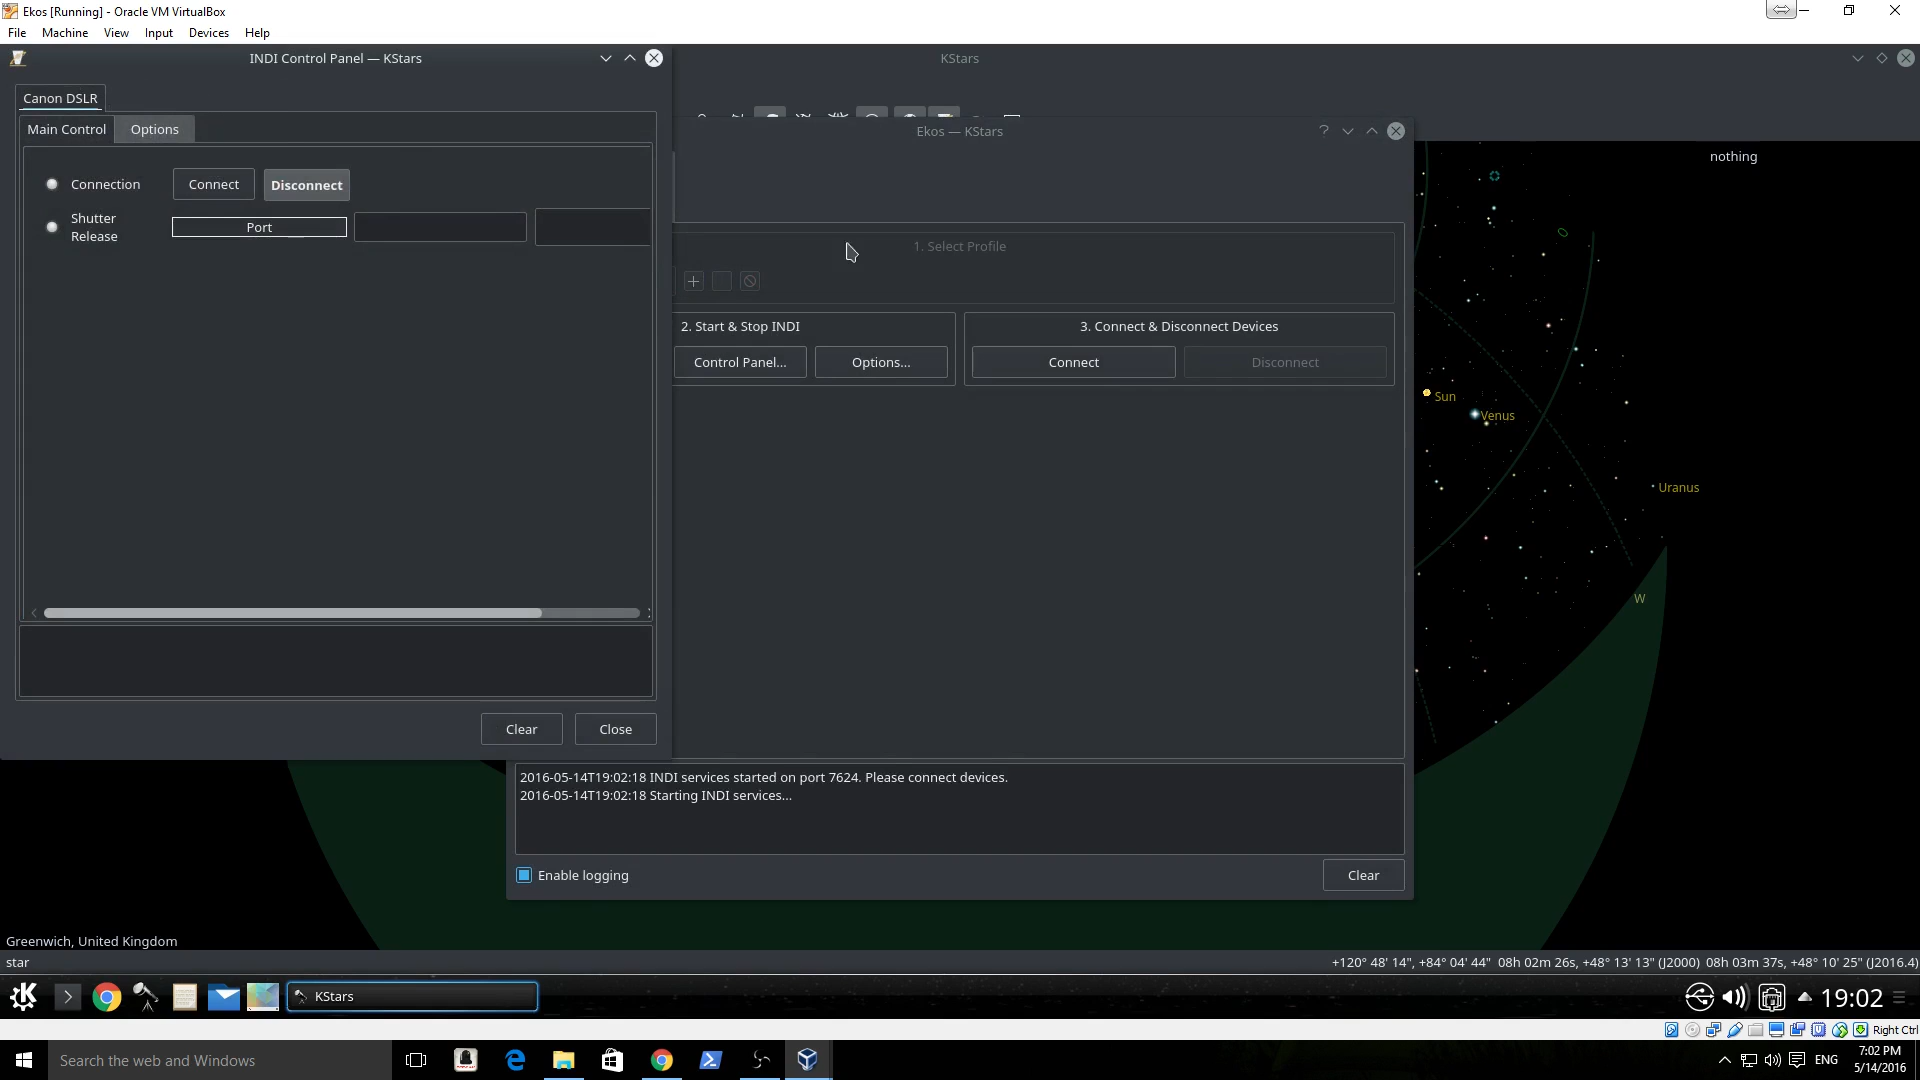 Ekos [Running] - Oracle VM VirtualBox
File Machine View Input Devices Help
INDI Control Panel — KStars
KStars
Canon DSLR
Main Control Options
Connection Connect Disconnect
Shutter
Release
Port
Ekos — KStars
?
nothing
1. Select Profile
2. Start & Stop INDI
Control Panel... Options...
3. Connect & Disconnect Devices
Connect Disconnect
Sun
Venus
Uranus
W
Clear Close
2016-05-14T19:02:18 INDI services started on port 7624. Please connect devices.
2016-05-14T19:02:18 Starting INDI services...
Enable logging
Clear
Greenwich, United Kingdom
star
+120° 48' 14", +84° 04' 44" 08h 02m 26s, +48° 13' 13" (J2000) 08h 03m 37s, +48° 10' 25" (J2016.4)
KStars
19:02
Right Ctrl
Search the web and Windows
ENG
7:02 PM
5/14/2016